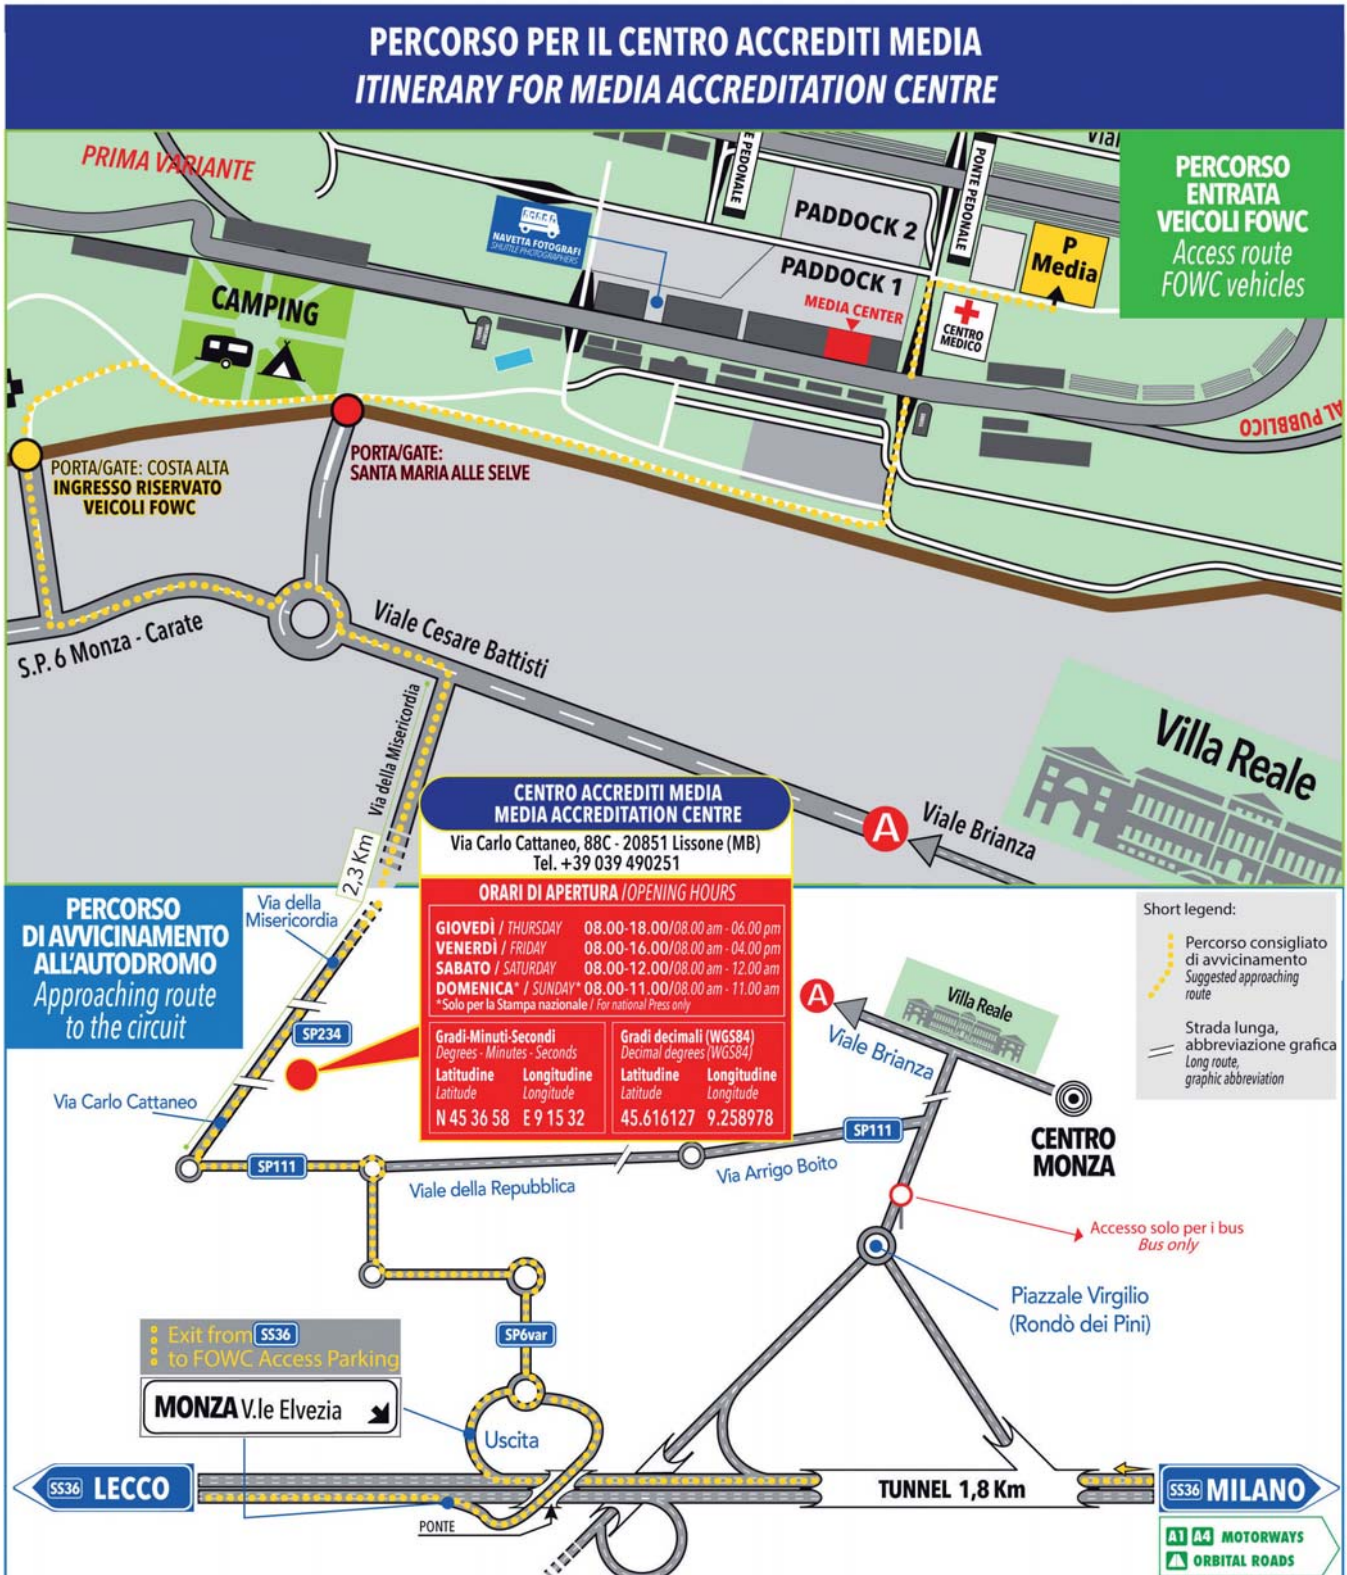 PERCORSO PER IL CENTRO ACCREDITI MEDIA
ITINERARY FOR MEDIA ACCREDITATION CENTRE
PRIMA VARIANTE
E PEDONALE
PONTE PEDONALE
Vial
PERCORSO
ENTRATA
VEICOLI FOWC
Access route
FOWC vehicles
NAVETTA FOTOGRAFI
SHUTTLE PHOTOGRAPHERS
PADDOCK 2
PADDOCK 1
MEDIA CENTER
P
Media
CENTRO
MEDICO
CAMPING
AL PUBBLICO
PORTA/GATE: COSTA ALTA
INGRESSO RISERVATO
VEICOLI FOWC
PORTA/GATE:
SANTA MARIA ALLE SELVE
S.P. 6 Monza - Carate
Viale Cesare Battisti
Via della Misericordia
Villa Reale
A
Viale Brianza
2,3 Km
CENTRO ACCREDITI MEDIA
MEDIA ACCREDITATION CENTRE
Via Carlo Cattaneo, 88C - 20851 Lissone (MB)
Tel. +39 039 490251
ORARI DI APERTURA / OPENING HOURS
GIOVEDÌ / THURSDAY 08.00-18.00/08.00 am - 06.00 pm
VENERDÌ / FRIDAY 08.00-16.00/08.00 am - 04.00 pm
SABATO / SATURDAY 08.00-12.00/08.00 am - 12.00 am
DOMENICA* / SUNDAY* 08.00-11.00/08.00 am - 11.00 am
*Solo per la Stampa nazionale / For national Press only
Gradi-Minuti-Secondi
Degrees - Minutes - Seconds
Latitudine Longitudine
Latitude Longitude
N 45 36 58 E 9 15 32
Gradi decimali (WGS84)
Decimal degrees (WGS84)
Latitudine Longitudine
Latitude Longitude
45.616127 9.258978
PERCORSO
DI AVVICINAMENTO
ALL'AUTODROMO
Approaching route
to the circuit
Via della
Misericordia
SP234
Via Carlo Cattaneo
Short legend:
Percorso consigliato
di avvicinamento
Suggested approaching
route
Strada lunga,
abbreviazione grafica
Long route,
graphic abbreviation
A
Villa Reale
Viale Brianza
CENTRO
MONZA
SP111
SP111
Viale della Repubblica
Via Arrigo Boito
Accesso solo per i bus
Bus only
Piazzale Virgilio
(Rondò dei Pini)
Exit from SS36
to FOWC Access Parking
SP6var
MONZA V.le Elvezia
Uscita
SS36 LECCO
PONTE
TUNNEL 1,8 Km
SS36 MILANO
A1 A4 MOTORWAYS
ORBITAL ROADS